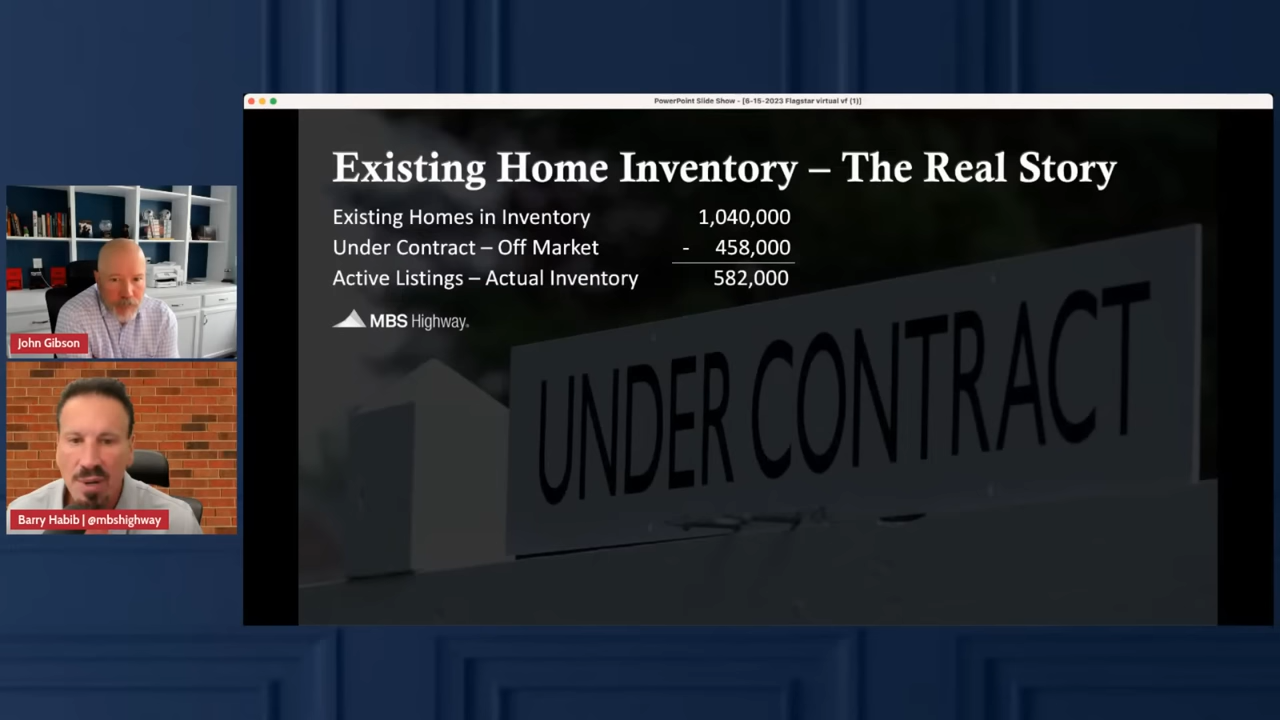 PowerPoint Slide Show - [6-15-2023 Flagstar virtual vf (1)]
Existing Home Inventory – The Real Story
Existing Homes in Inventory 1,040,000
Under Contract – Off Market - 458,000
Active Listings – Actual Inventory 582,000
MBS Highway.
UNDER CONTRACT
John Gibson
Barry Habib | @mbshighway